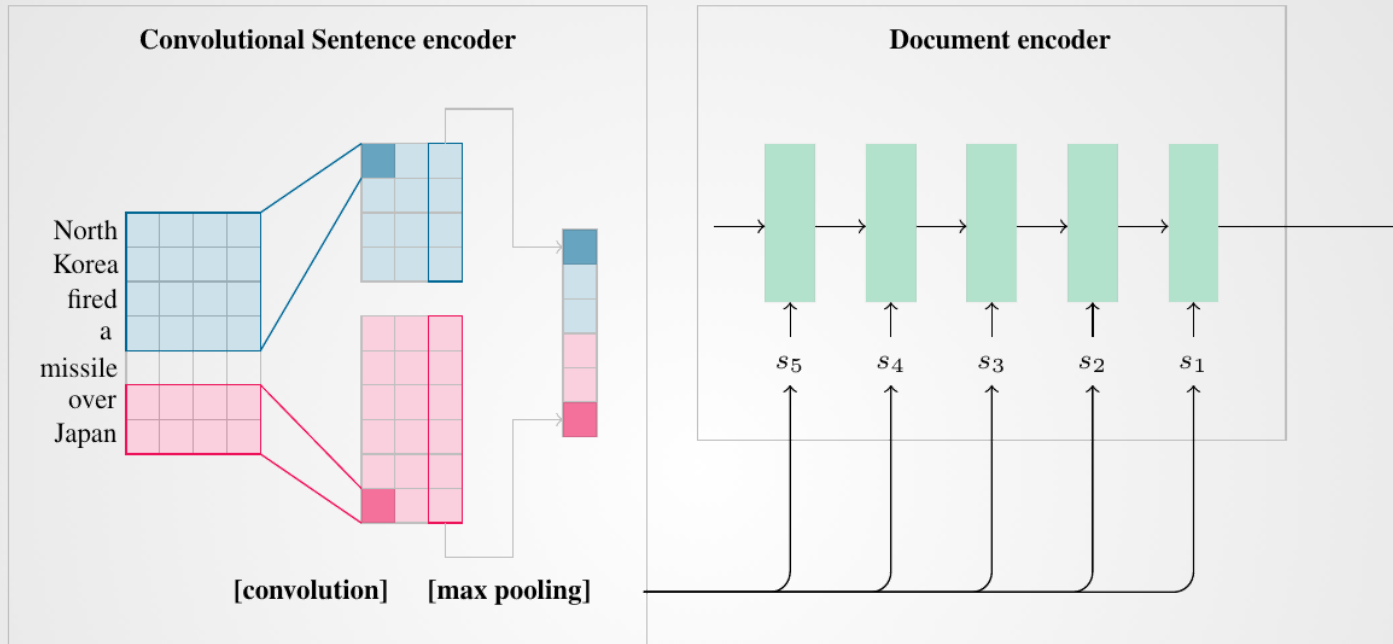 Convolutional Sentence encoder
North
Korea
fired
a
missile
over
Japan
[convolution] [max pooling]
Document encoder
s5 s4 s3 s2 s1